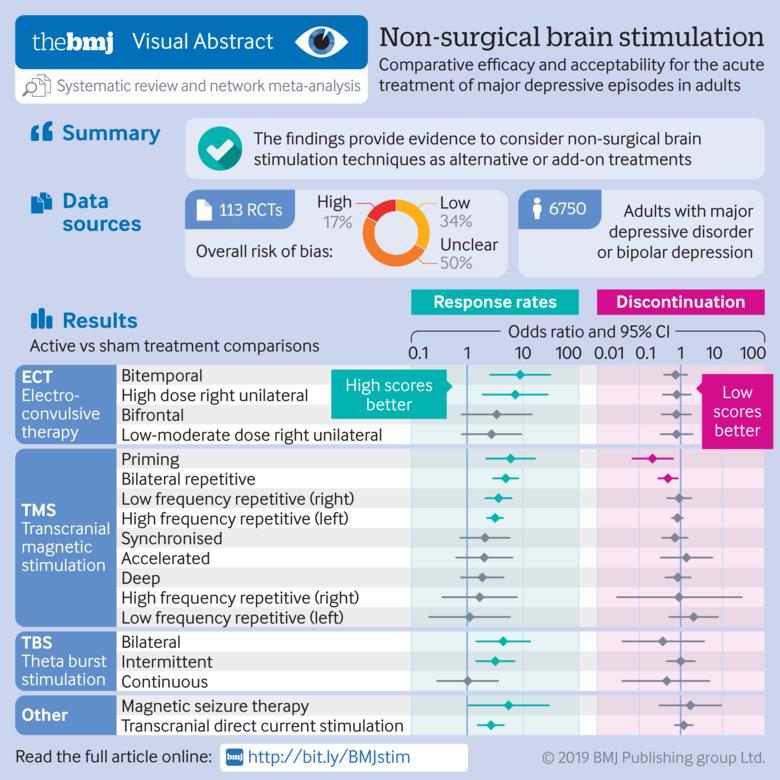 thebmj Visual Abstract
Systematic review and network meta-analysis
Non-surgical brain stimulation
Comparative efficacy and acceptability for the acute
treatment of major depressive episodes in adults
Summary
The findings provide evidence to consider non-surgical brain
stimulation techniques as alternative or add-on treatments
Data
sources
113 RCTs
Overall risk of bias:
High
17%
Low
34%
Unclear
50%
6750
Adults with major
depressive disorder
or bipolar depression
Results
Active vs sham treatment comparisons
Response rates
Discontinuation
Odds ratio and 95% CI
0.1 1 10 100 0.01 0.1 1 10 100
High scores
better
Low
scores
better
ECT
Electro-
convulsive
therapy
Bitemporal
High dose right unilateral
Bifrontal
Low-moderate dose right unilateral
TMS
Transcranial
magnetic
stimulation
Priming
Bilateral repetitive
Low frequency repetitive (right)
High frequency repetitive (left)
Synchronised
Accelerated
Deep
High frequency repetitive (right)
Low frequency repetitive (left)
TBS
Theta burst
stimulation
Bilateral
Intermittent
Continuous
Other
Magnetic seizure therapy
Transcranial direct current stimulation
Read the full article online: bmj http://bit.ly/BMJstim
© 2019 BMJ Publishing group Ltd.